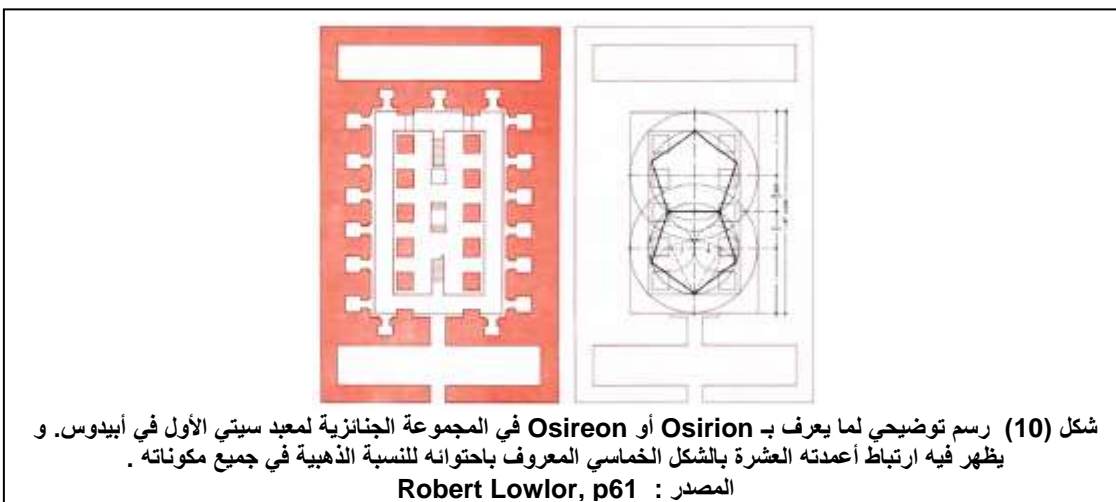 شكل (10) رسم توضيحي لما يعرف بـ Osirion أو Osireon في المجموعة الجنائزية لمعبد سيتي الأول في أبيدوس. و
يظهر فيه ارتباط أعمدته العشرة بالشكل الخماسي المعروف باحتوائه للنسبة الذهبية في جميع مكوناته .
المصدر : Robert Lowlor, p61